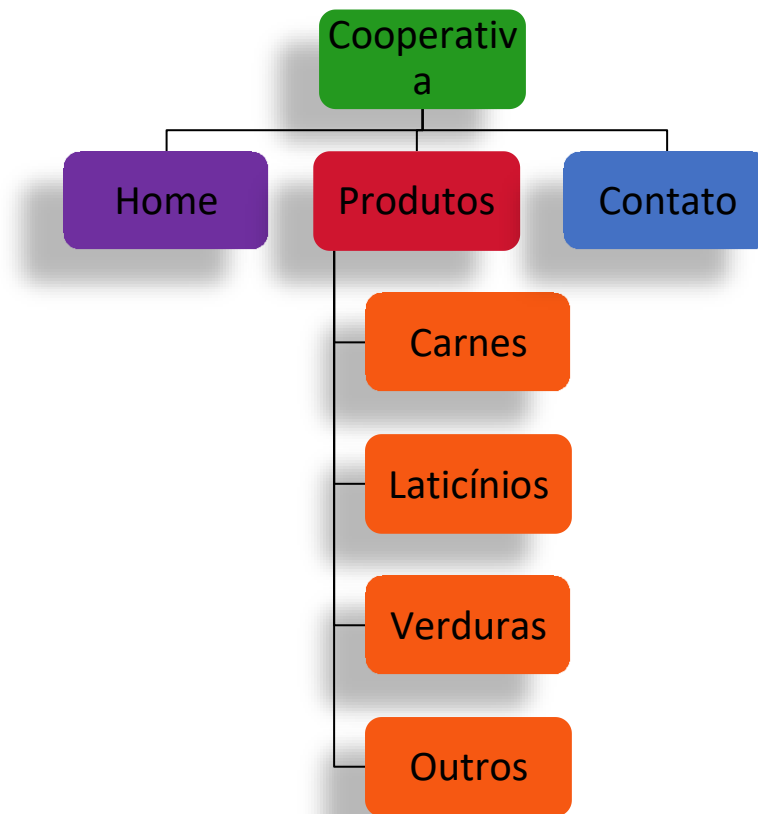 Cooperativ
a
Home
Produtos
Contato
Carnes
Laticínios
Verduras
Outros